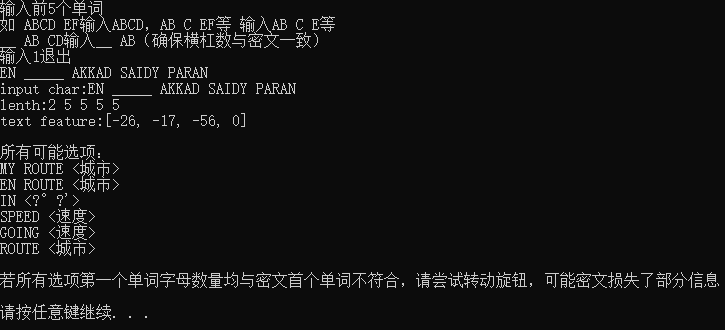 输入前5个单词
如 ABCD EF输入ABCD, AB C EF等 输入AB C E等
__ AB CD输入__ AB (确保横杠数与密文一致)
输入1退出
EN _____ AKKAD SAIDY PARAN
input char:EN _____ AKKAD SAIDY PARAN
lenth:2 5 5 5 5
text feature:[-26, -17, -56, 0]
所有可能选项:
MY ROUTE <城市>
EN ROUTE <城市>
IN <?° ?'>
SPEED <速度>
GOING <速度>
ROUTE <城市>
若所有选项第一个单词字母数量均与密文首个单词不符合, 请尝试转动旋钮, 可能密文损失了部分信息
请按任意键继续. . .